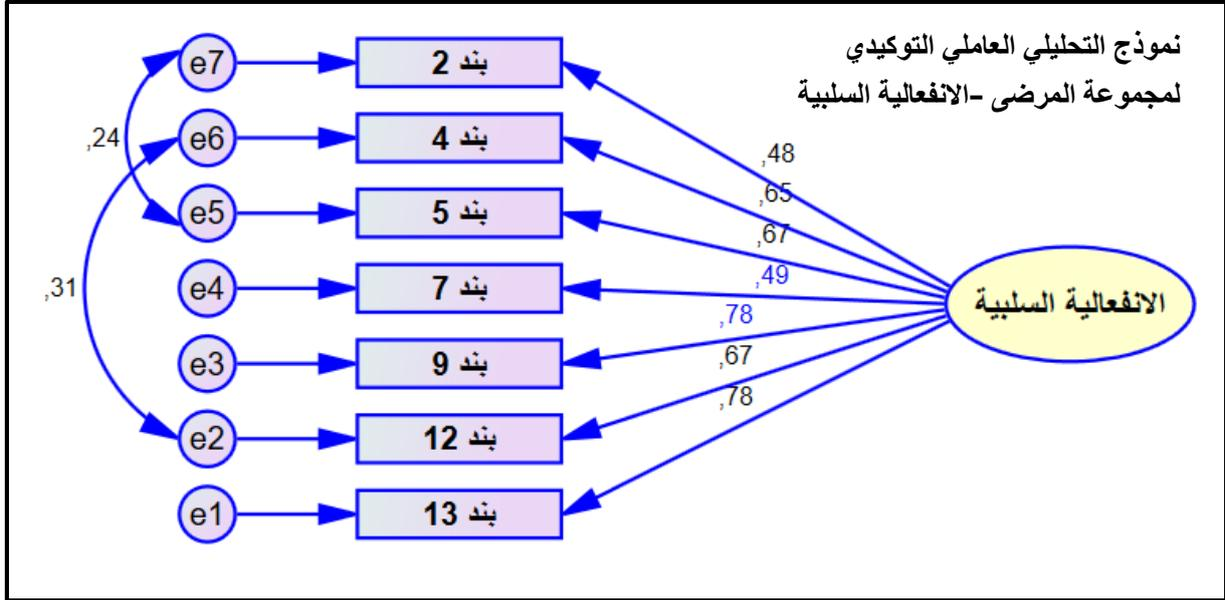 نموذج التحليلي العاملي التوكيدي
لمجموعة المرضى –الانفعالية السلبية
e7
بند 2
,24
e6
بند 4
,48
,65
e5
بند 5
,67
,31
e4
بند 7
,49
الانفعالية السلبية
,78
e3
بند 9
,67
,78
e2
بند 12
e1
بند 13